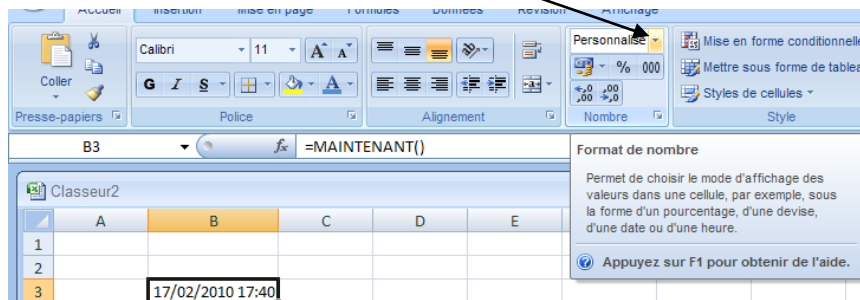 Accueil Insertion Mise en page Formules Données Révision Affichage
Coller
Presse-papiers
Calibri 11 A A
G I S A
Police
Alignement
Personnalisé
% 000
,0 ,00
,00 ,0
Nombre
Mise en forme conditionnelle
Mettre sous forme de tablea
Styles de cellules
Style
B3 fx =MAINTENANT()
Format de nombre
Permet de choisir le mode d'affichage des
valeurs dans une cellule, par exemple, sous
la forme d'un pourcentage, d'une devise,
d'une date ou d'une heure.
Appuyez sur F1 pour obtenir de l'aide.
Classeur2
A B C D E
1
2
3 17/02/2010 17:40